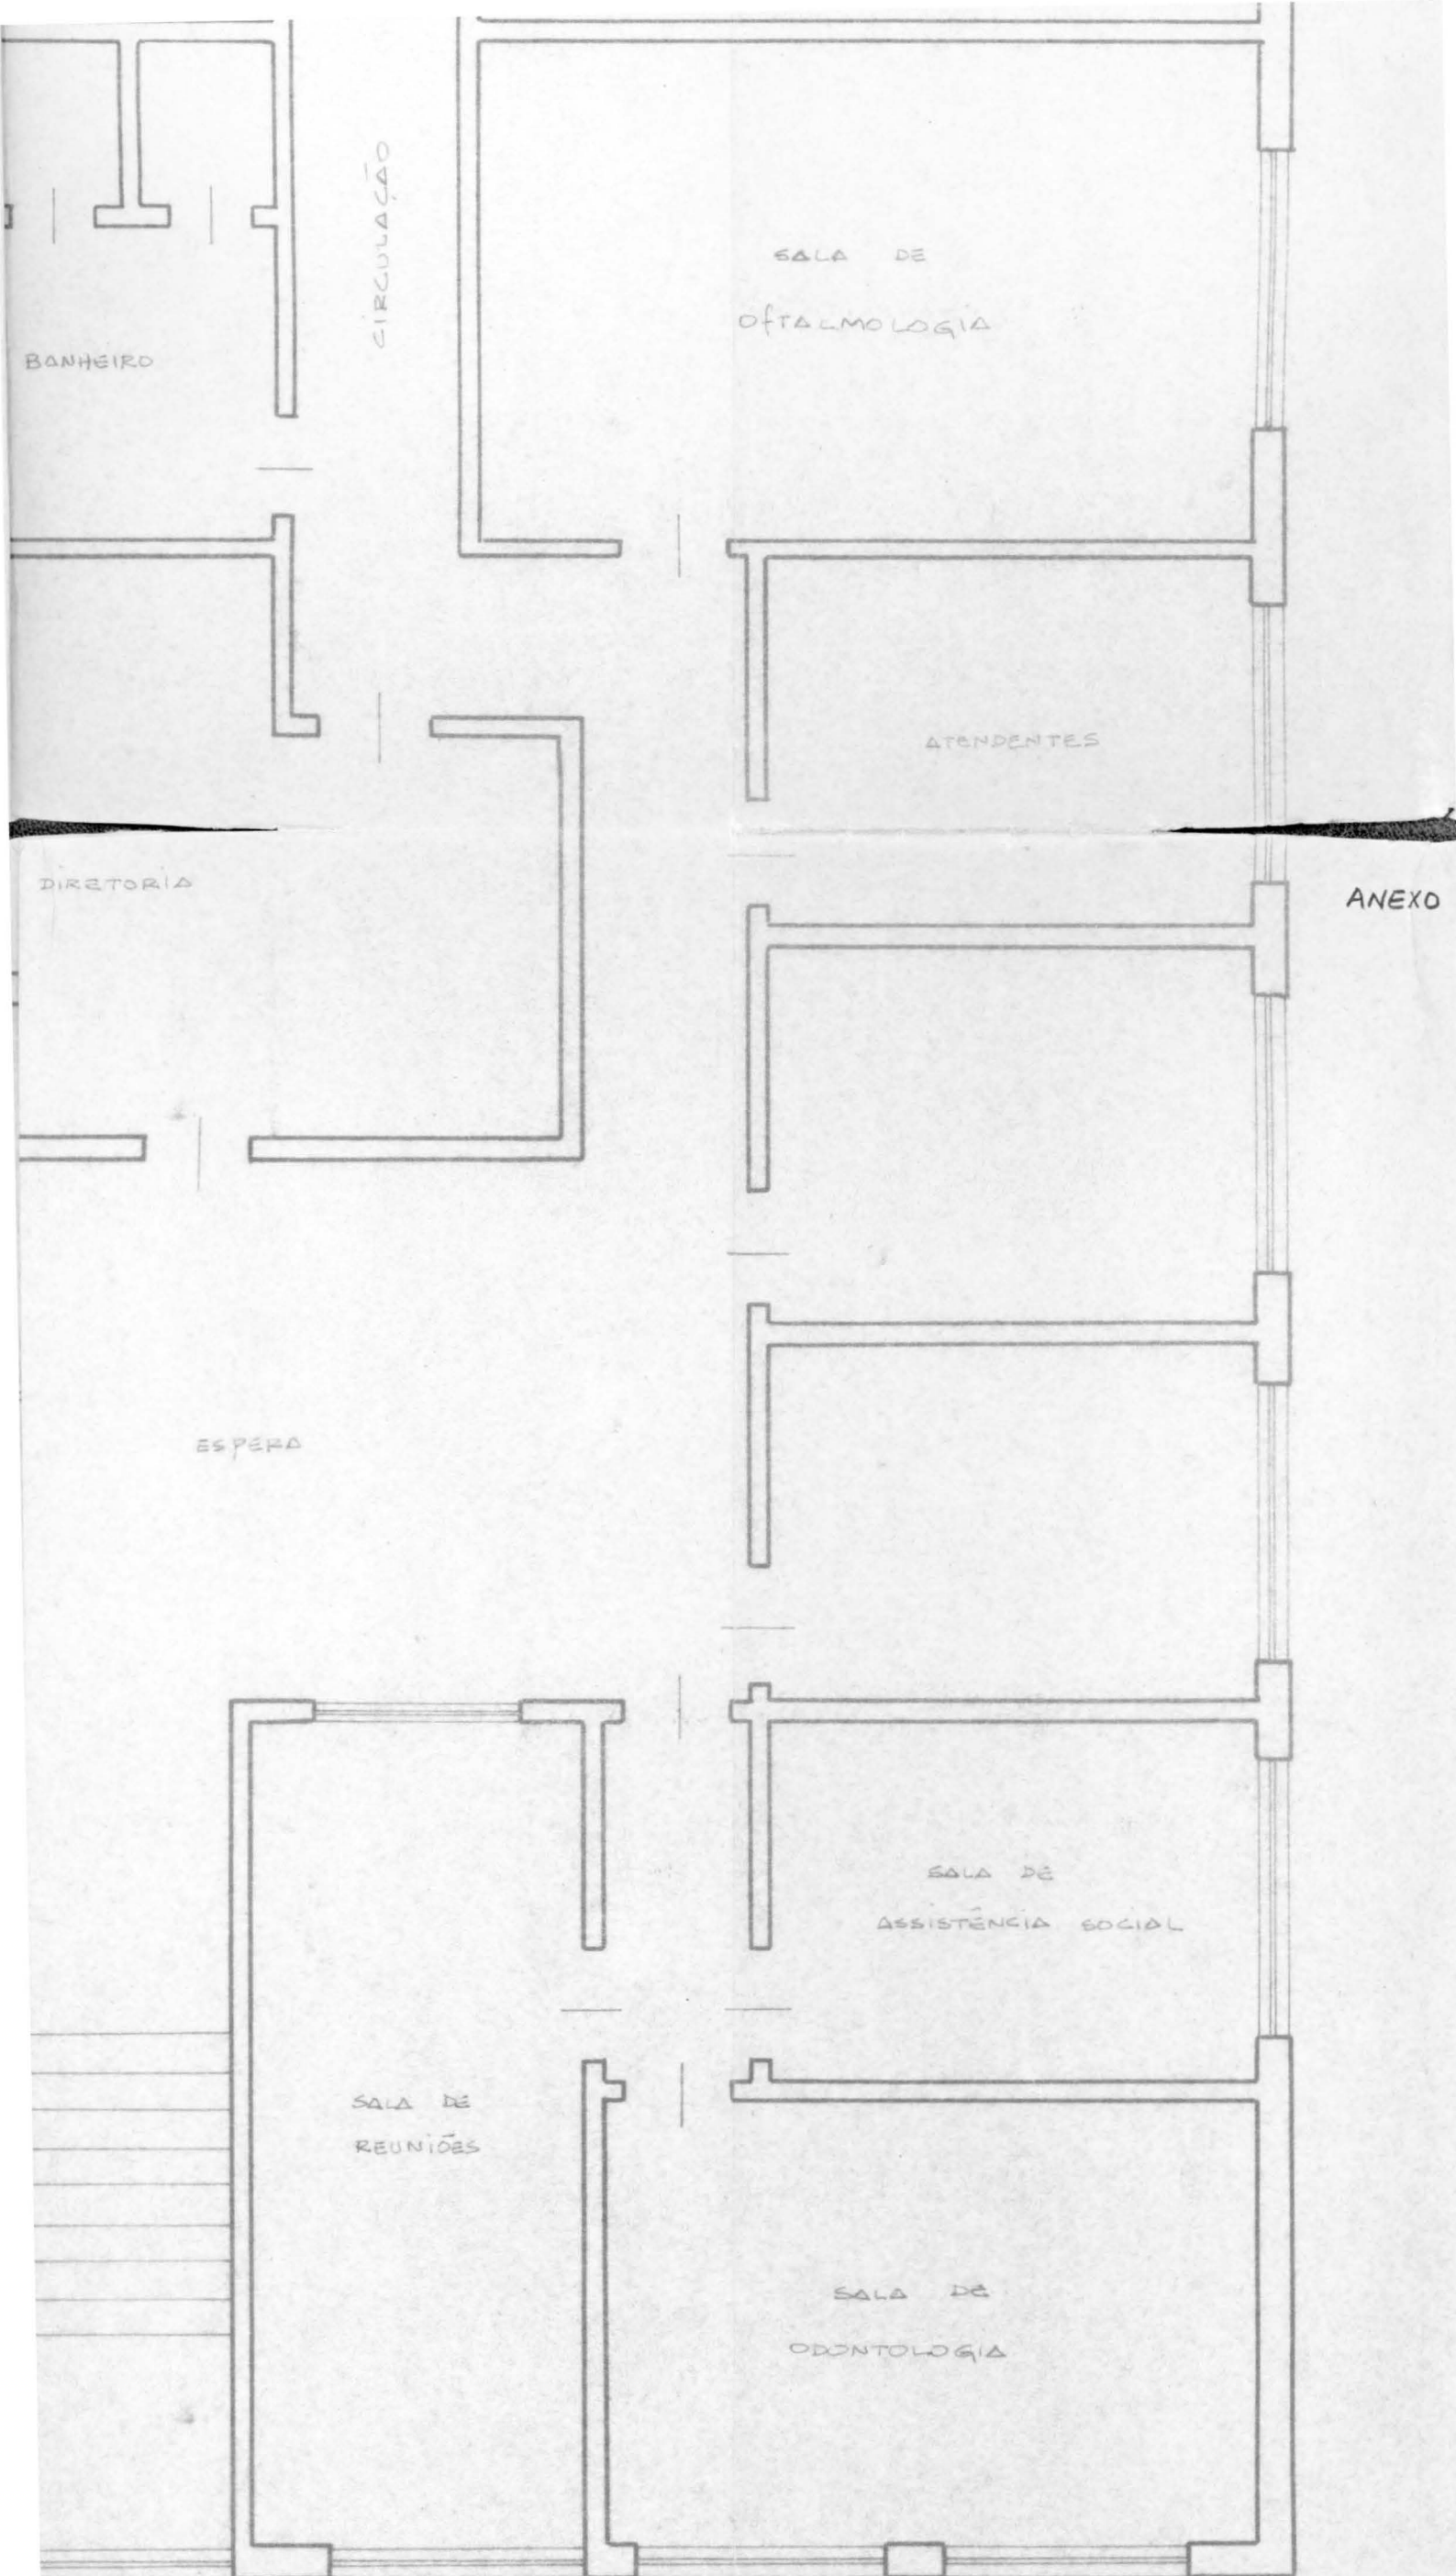 CIRCULAÇÃO
SALA DE
OFTALMOLOGIA
BANHEIRO
ATENDENTES
DIRETORIA
ANEXO
ESPERA
SALA DE
ASSISTÊNCIA SOCIAL
SALA DE
REUNIÕES
SALA DE
ODONTOLOGIA